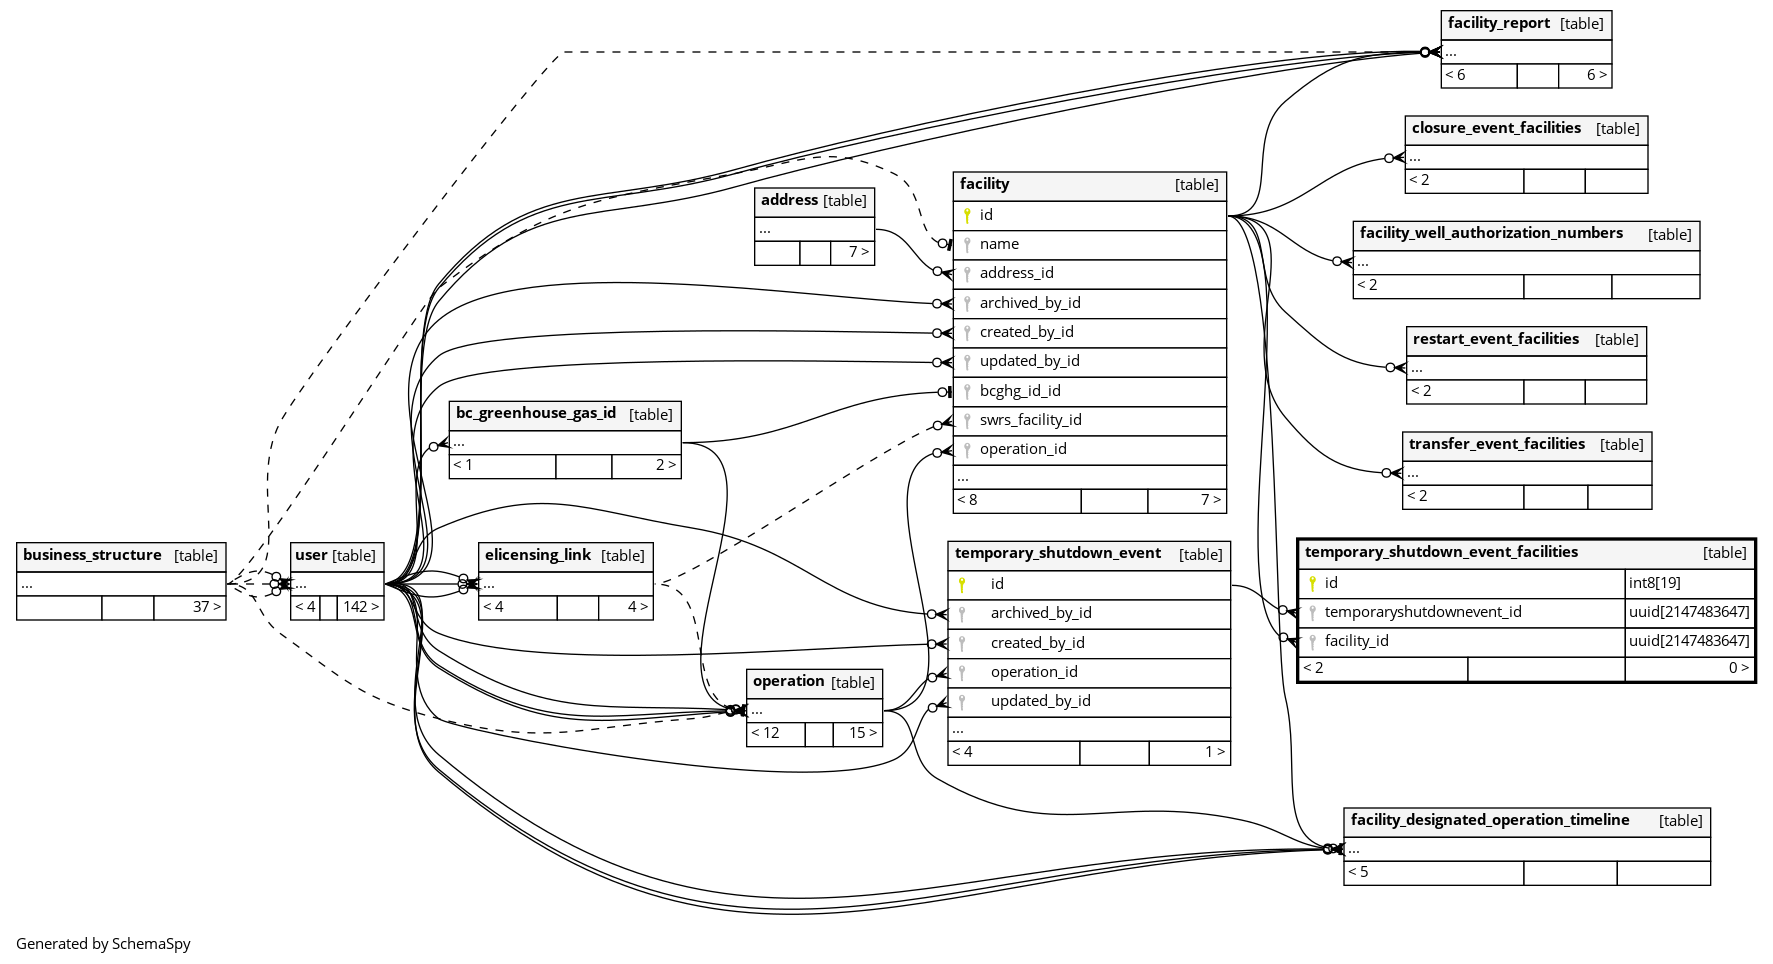 facility_report [table]
...
< 6 6 >
closure_event_facilities [table]
...
< 2
facility [table]
id
name
address_id
archived_by_id
created_by_id
updated_by_id
bcghg_id_id
swrs_facility_id
operation_id
...
< 8 7 >
address [table]
...
7 >
facility_well_authorization_numbers [table]
...
< 2
restart_event_facilities [table]
...
< 2
bc_greenhouse_gas_id [table]
...
< 1 2 >
transfer_event_facilities [table]
...
< 2
business_structure [table]
...
37 >
user [table]
...
< 4 142 >
elicensing_link [table]
...
< 4 4 >
temporary_shutdown_event [table]
id
archived_by_id
created_by_id
operation_id
updated_by_id
...
< 4 1 >
temporary_shutdown_event_facilities [table]
id int8[19]
temporaryshutdownevent_id uuid[2147483647]
facility_id uuid[2147483647]
< 2 0 >
operation [table]
...
< 12 15 >
facility_designated_operation_timeline [table]
...
< 5
Generated by SchemaSpy